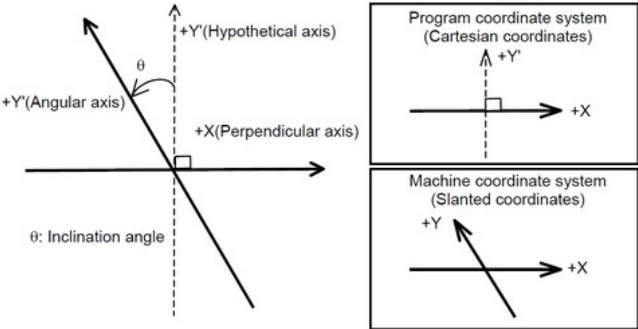 +Y'(Hypothetical axis)
θ
+Y'(Angular axis)
+X(Perpendicular axis)
θ: Inclination angle
Program coordinate system
(Cartesian coordinates)
+Y'
+X
Machine coordinate system
(Slanted coordinates)
+Y
+X